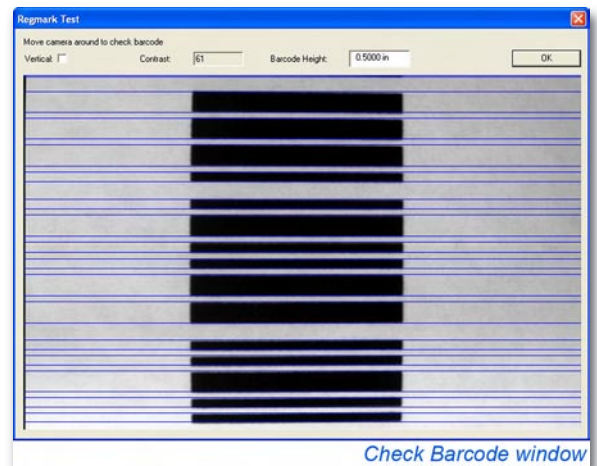 Regmark Test
Move camera around to check barcode
Vertical: Contrast: 61 Barcode Height: 0.5000 in OK
Check Barcode window